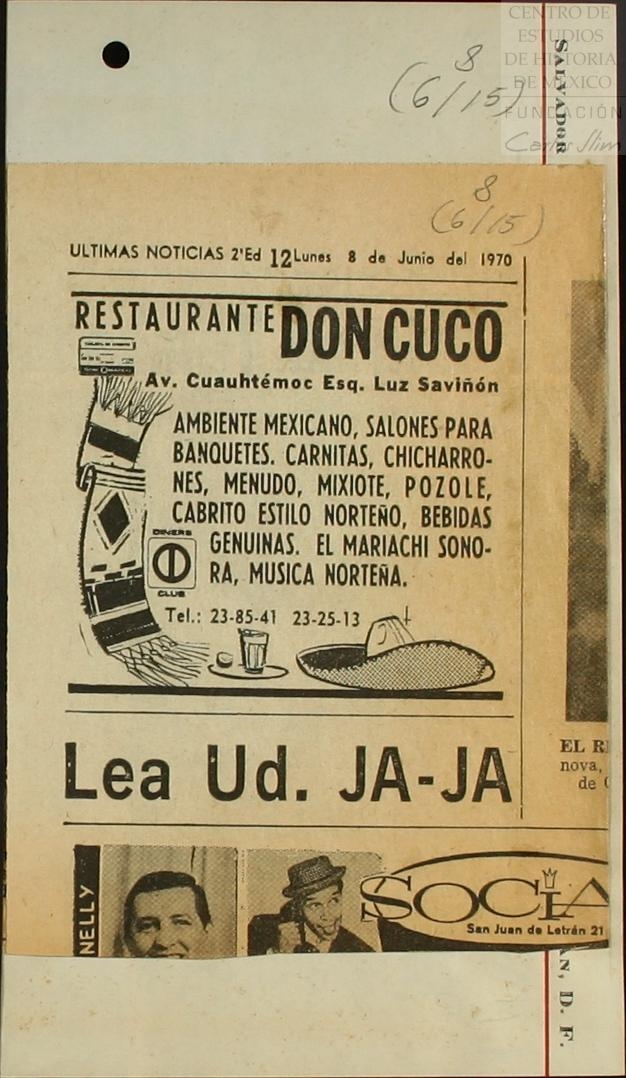 CENTRO DE
ESTUDIOS
DE HISTORIA
DE MÉXICO
FUNDACIÓN
Carlos Slim
SALVADOR
8
(6/15)
8
(6/15)
ULTIMAS NOTICIAS 2ªEd 12 Lunes 8 de Junio del 1970
RESTAURANTE DON CUCO
Av. Cuauhtémoc Esq. Luz Saviñón
AMBIENTE MEXICANO, SALONES PARA
BANQUETES. CARNITAS, CHICHARRO-
NES, MENUDO, MIXIOTE, POZOLE,
CABRITO ESTILO NORTEÑO, BEBIDAS
GENUINAS. EL MARIACHI SONO-
RA, MUSICA NORTEÑA.
DINERS
CLUB
Tel.: 23-85-41 23-25-13
Lea Ud. JA-JA
EL R
nova,
de
NELLY
SOCIA
San Juan de Letrán 21
AN, D. F.